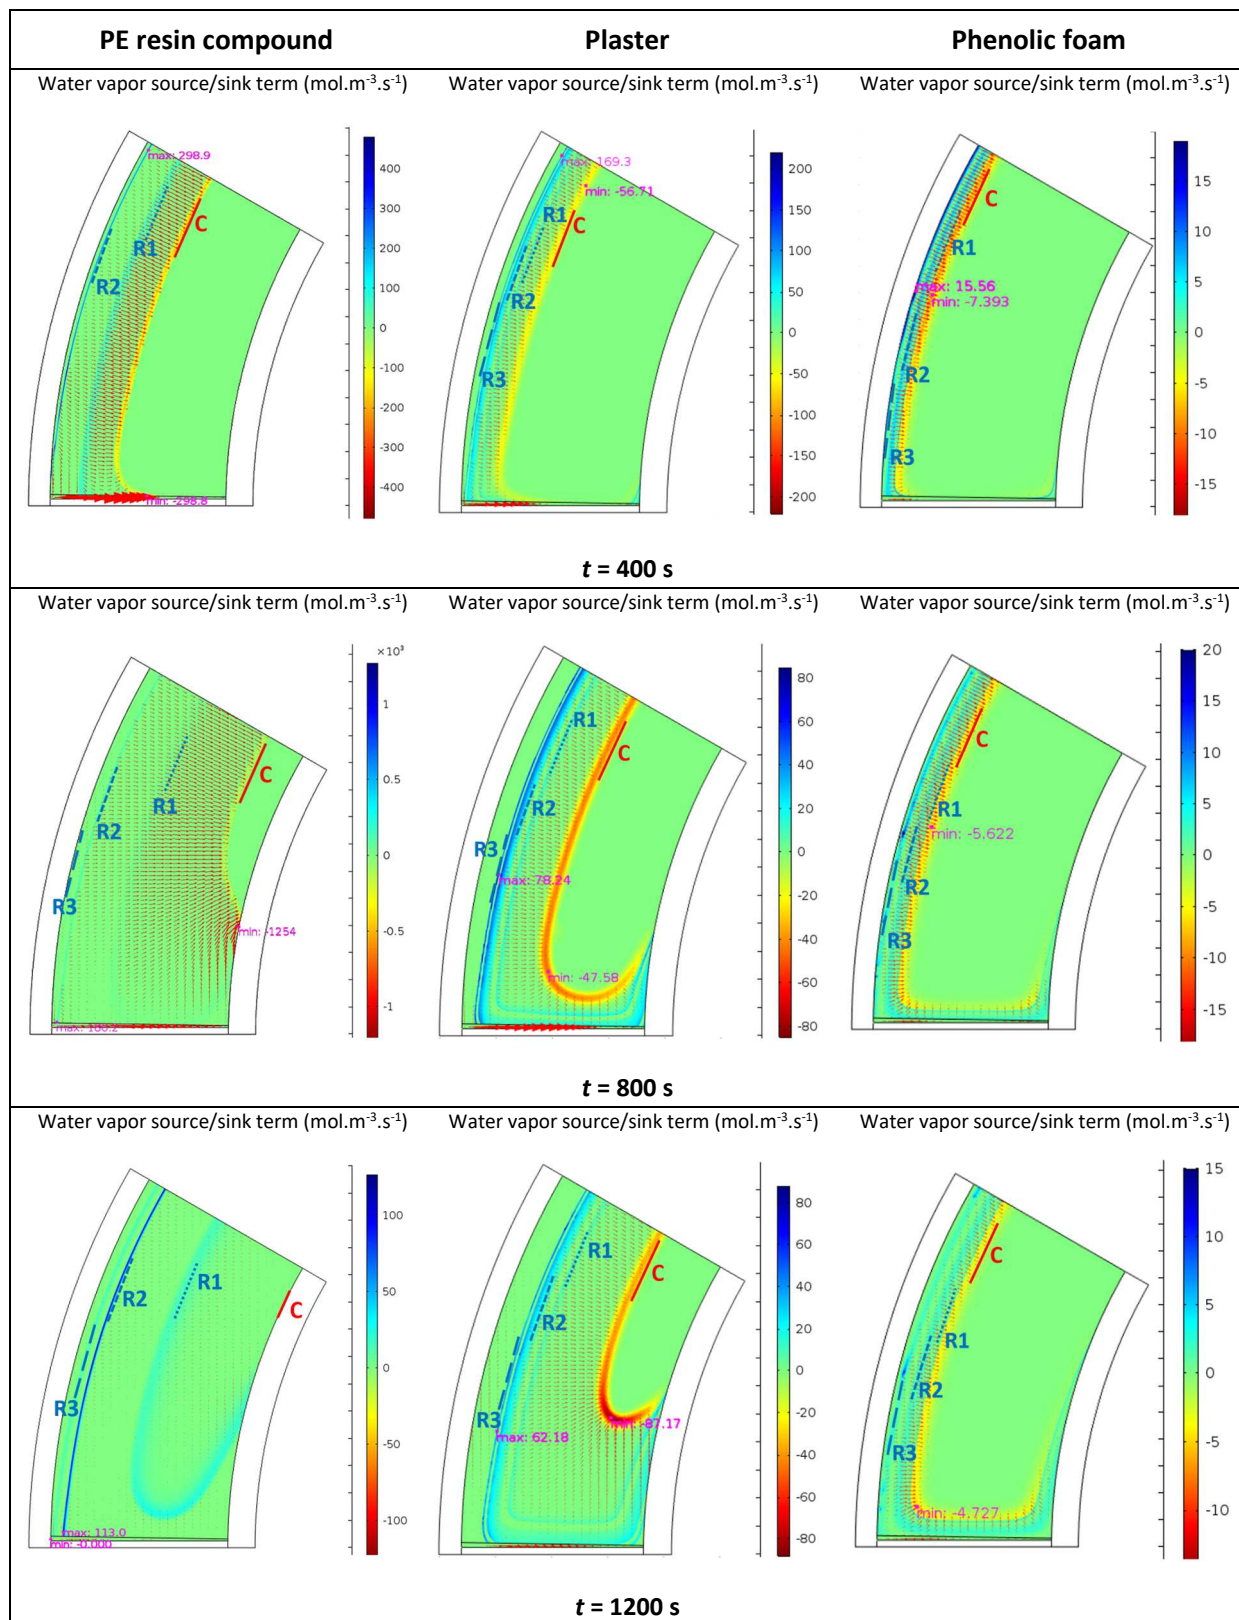 PE resin compound Plaster Phenolic foam
Water vapor source/sink term (mol.m-3.s-1) Water vapor source/sink term (mol.m-3.s-1) Water vapor source/sink term (mol.m-3.s-1)
max: 298.9
400
300
200
100
0
-100
-200
-300
-400
R1
R2
C
min: -298.8
max: 169.3
min: -56.71
200
150
100
50
0
-50
-100
-150
-200
R1
R2
R3
C
15
10
5
0
-5
-10
-15
C
R1
max: 15.56
min: -7.393
R2
R3
t = 400 s
Water vapor source/sink term (mol.m-3.s-1) Water vapor source/sink term (mol.m-3.s-1) Water vapor source/sink term (mol.m-3.s-1)
×10³
1
0.5
0
-0.5
-1
C
R1
R2
R3
min: -1254
max: 100.2
80
60
40
20
0
-20
-40
-60
-80
R1
C
R2
R3
max: 78.24
min: -47.58
20
15
10
5
0
-5
-10
-15
C
R1
min: -5.622
R2
R3
t = 800 s
Water vapor source/sink term (mol.m-3.s-1) Water vapor source/sink term (mol.m-3.s-1) Water vapor source/sink term (mol.m-3.s-1)
100
50
0
-50
-100
R1
R2
C
R3
max: 113.0
min: -0.000
80
60
40
20
0
-20
-40
-60
-80
R1
C
R2
R3
min: -87.17
max: 62.18
15
10
5
0
-5
-10
C
R1
R2
R3
min: -4.727
t = 1200 s